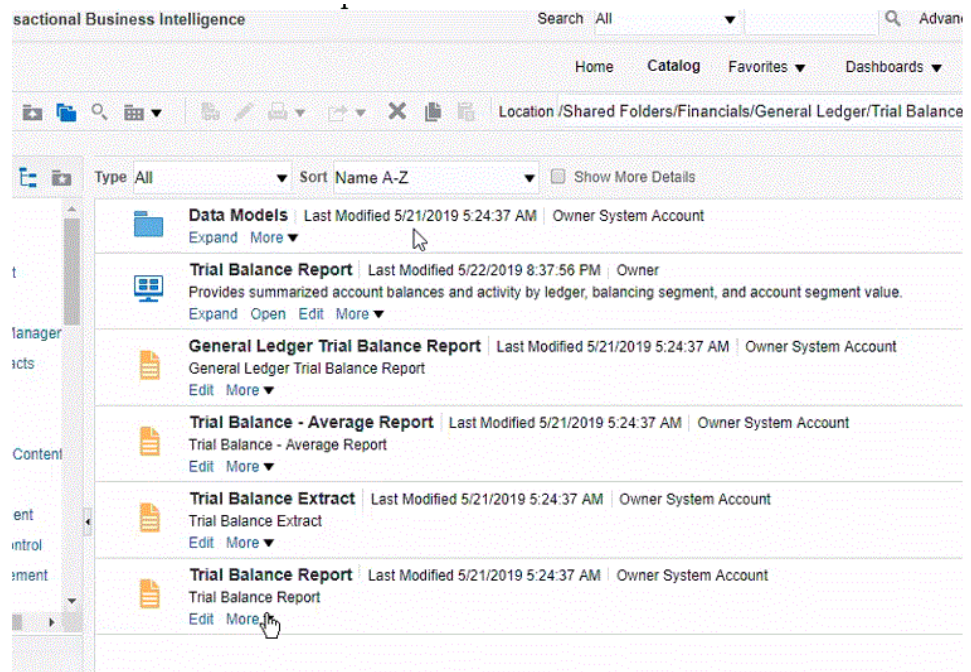 sactional Business Intelligence Search All Advan
Home Catalog Favorites Dashboards
Location /Shared Folders/Financials/General Ledger/Trial Balance
Type All Sort Name A-Z Show More Details
Data Models Last Modified 5/21/2019 5:24:37 AM Owner System Account
Expand More
Trial Balance Report Last Modified 5/22/2019 8:37:56 PM Owner
Provides summarized account balances and activity by ledger, balancing segment, and account segment value.
Expand Open Edit More
General Ledger Trial Balance Report Last Modified 5/21/2019 5:24:37 AM Owner System Account
General Ledger Trial Balance Report
Edit More
Trial Balance - Average Report Last Modified 5/21/2019 5:24:37 AM Owner System Account
Trial Balance - Average Report
Edit More
Trial Balance Extract Last Modified 5/21/2019 5:24:37 AM Owner System Account
Trial Balance Extract
Edit More
Trial Balance Report Last Modified 5/21/2019 5:24:37 AM Owner System Account
Trial Balance Report
Edit More
t
Manager
acts
Content
ent
ntrol
ement